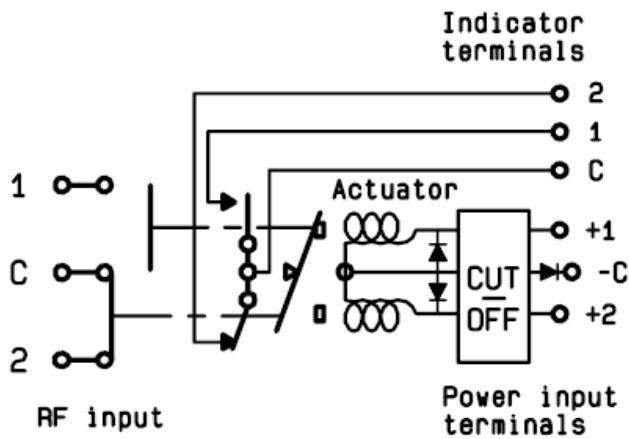 Indicator
terminals
2
1
C
1
Actuator
+1
C
CUT
-C
OFF
+2
2
RF input
Power input
terminals